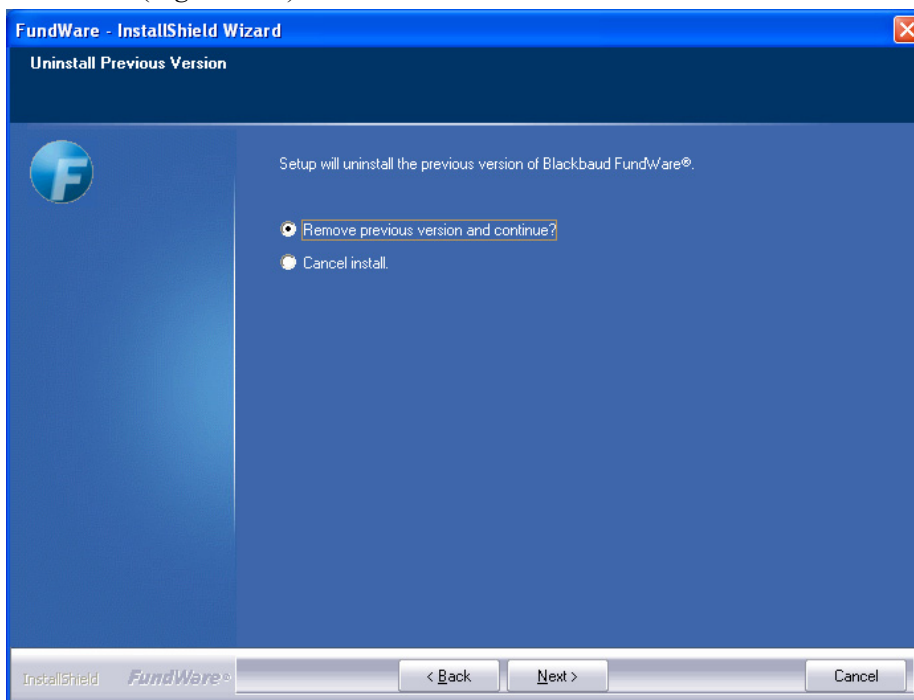 FundWare - InstallShield Wizard
Uninstall Previous Version
F
Setup will uninstall the previous version of Blackbaud FundWare®.
Remove previous version and continue?
Cancel install.
InstallShield FundWare® < Back Next > Cancel